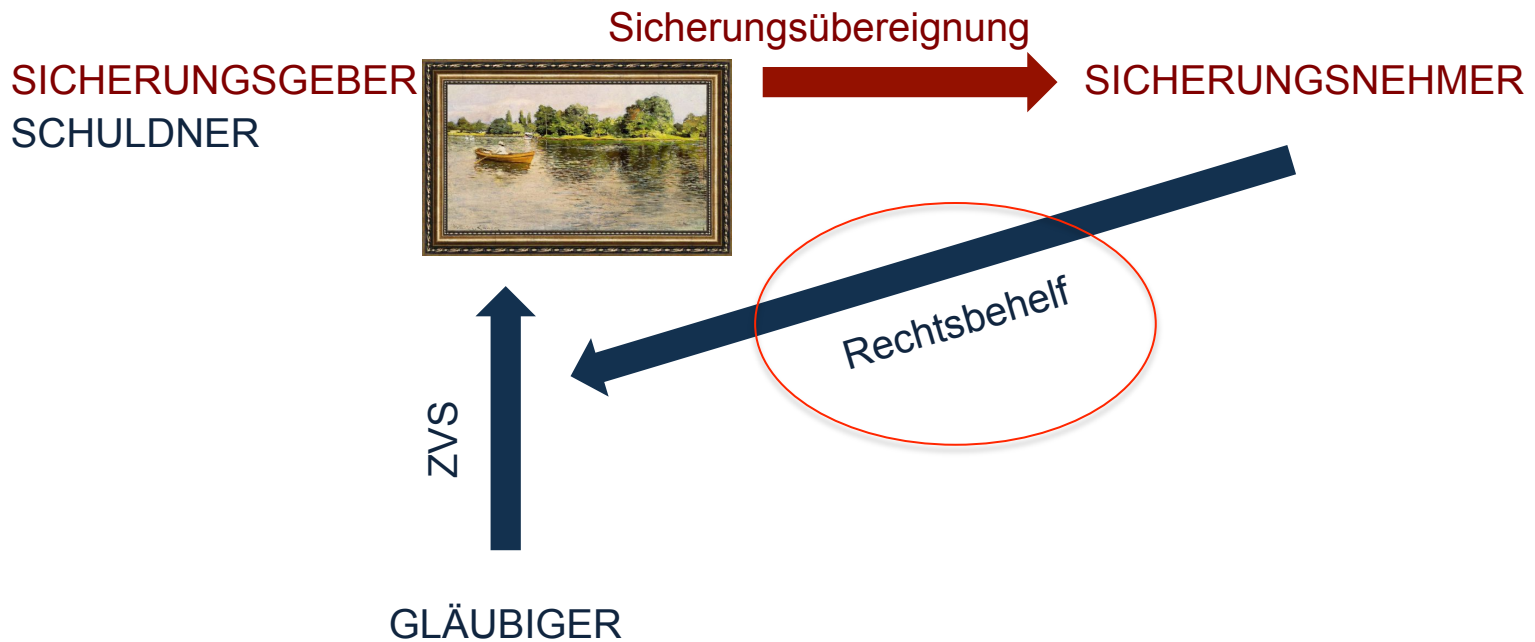 Sicherungsübereignung
SICHERUNGSGEBER
SICHERUNGSNEHMER
SCHULDNER
Rechtsbehelf
ZVS
GLÄUBIGER